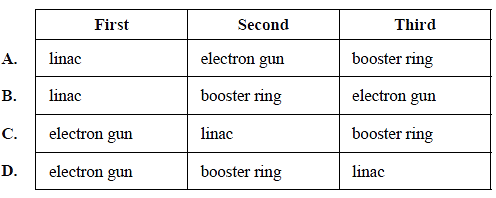 First Second Third
A. linac electron gun booster ring
B. linac booster ring electron gun
C. electron gun linac booster ring
D. electron gun booster ring linac